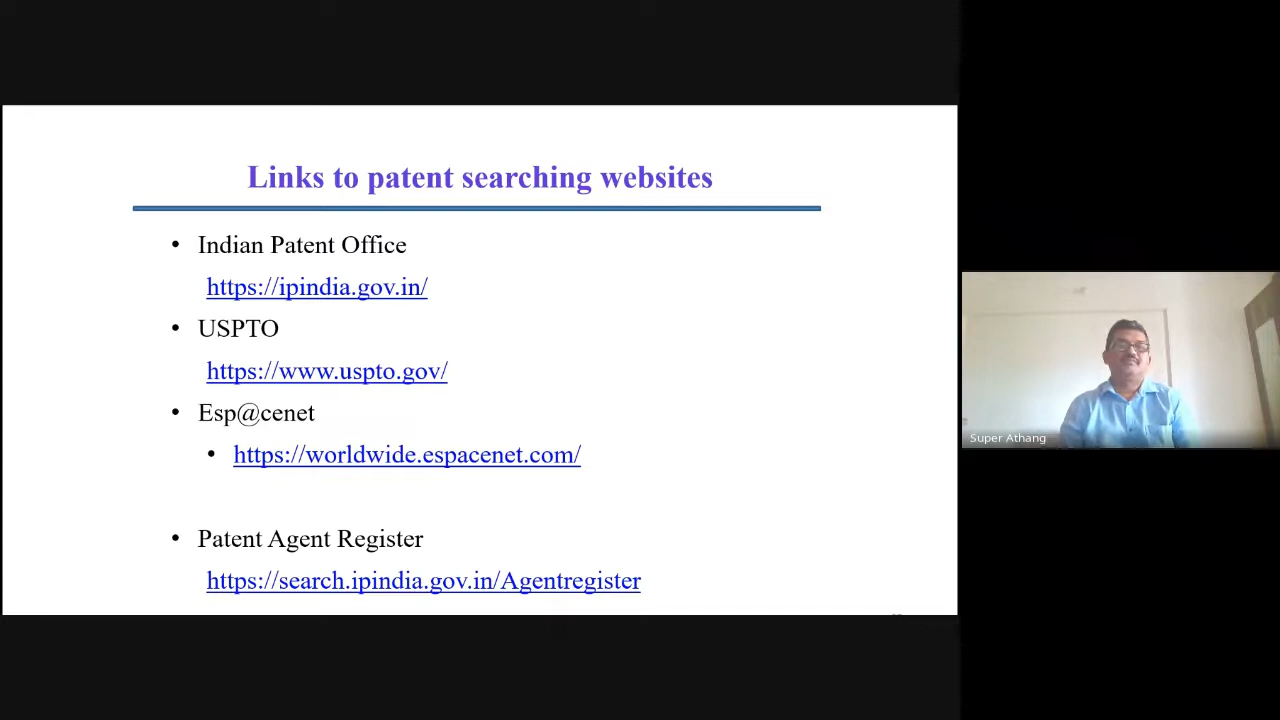 Links to patent searching websites
• Indian Patent Office
https://ipindia.gov.in/
• USPTO
https://www.uspto.gov/
• Esp@cenet
• https://worldwide.espacenet.com/
• Patent Agent Register
https://search.ipindia.gov.in/Agentregister
Super Athang